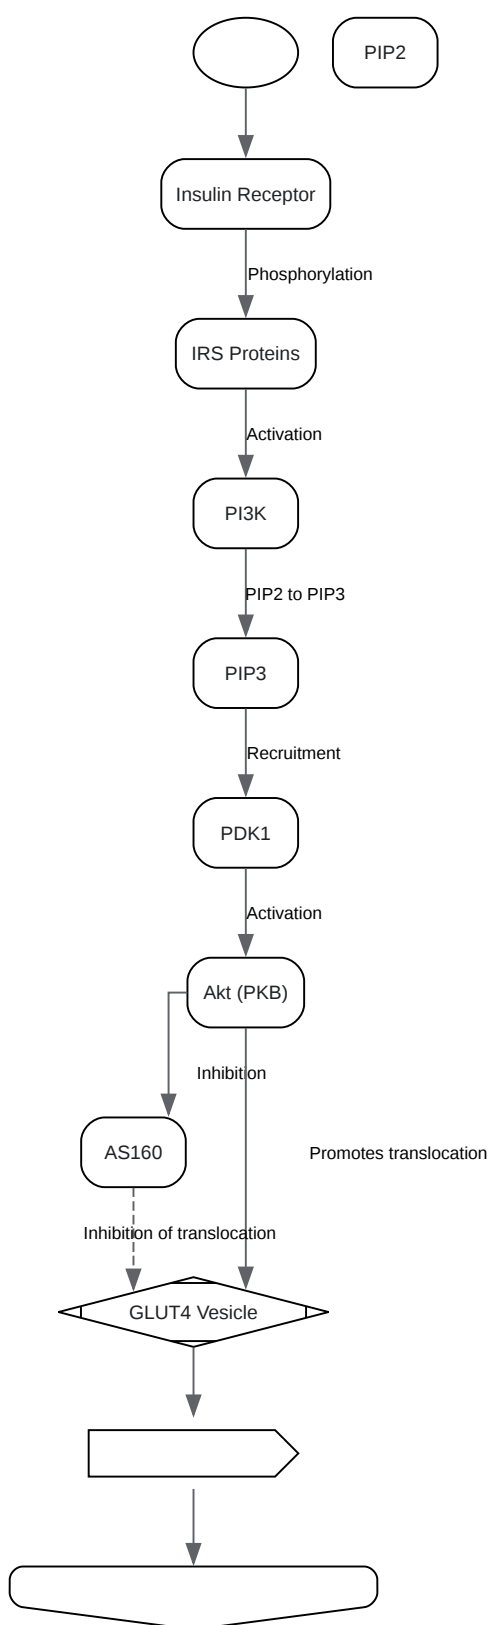 PIP2
Insulin Receptor
Phosphorylation
IRS Proteins
Activation
PI3K
PIP2 to PIP3
PIP3
Recruitment
PDK1
Activation
Akt (PKB)
Inhibition
AS160
Promotes translocation
Inhibition of translocation
GLUT4 Vesicle